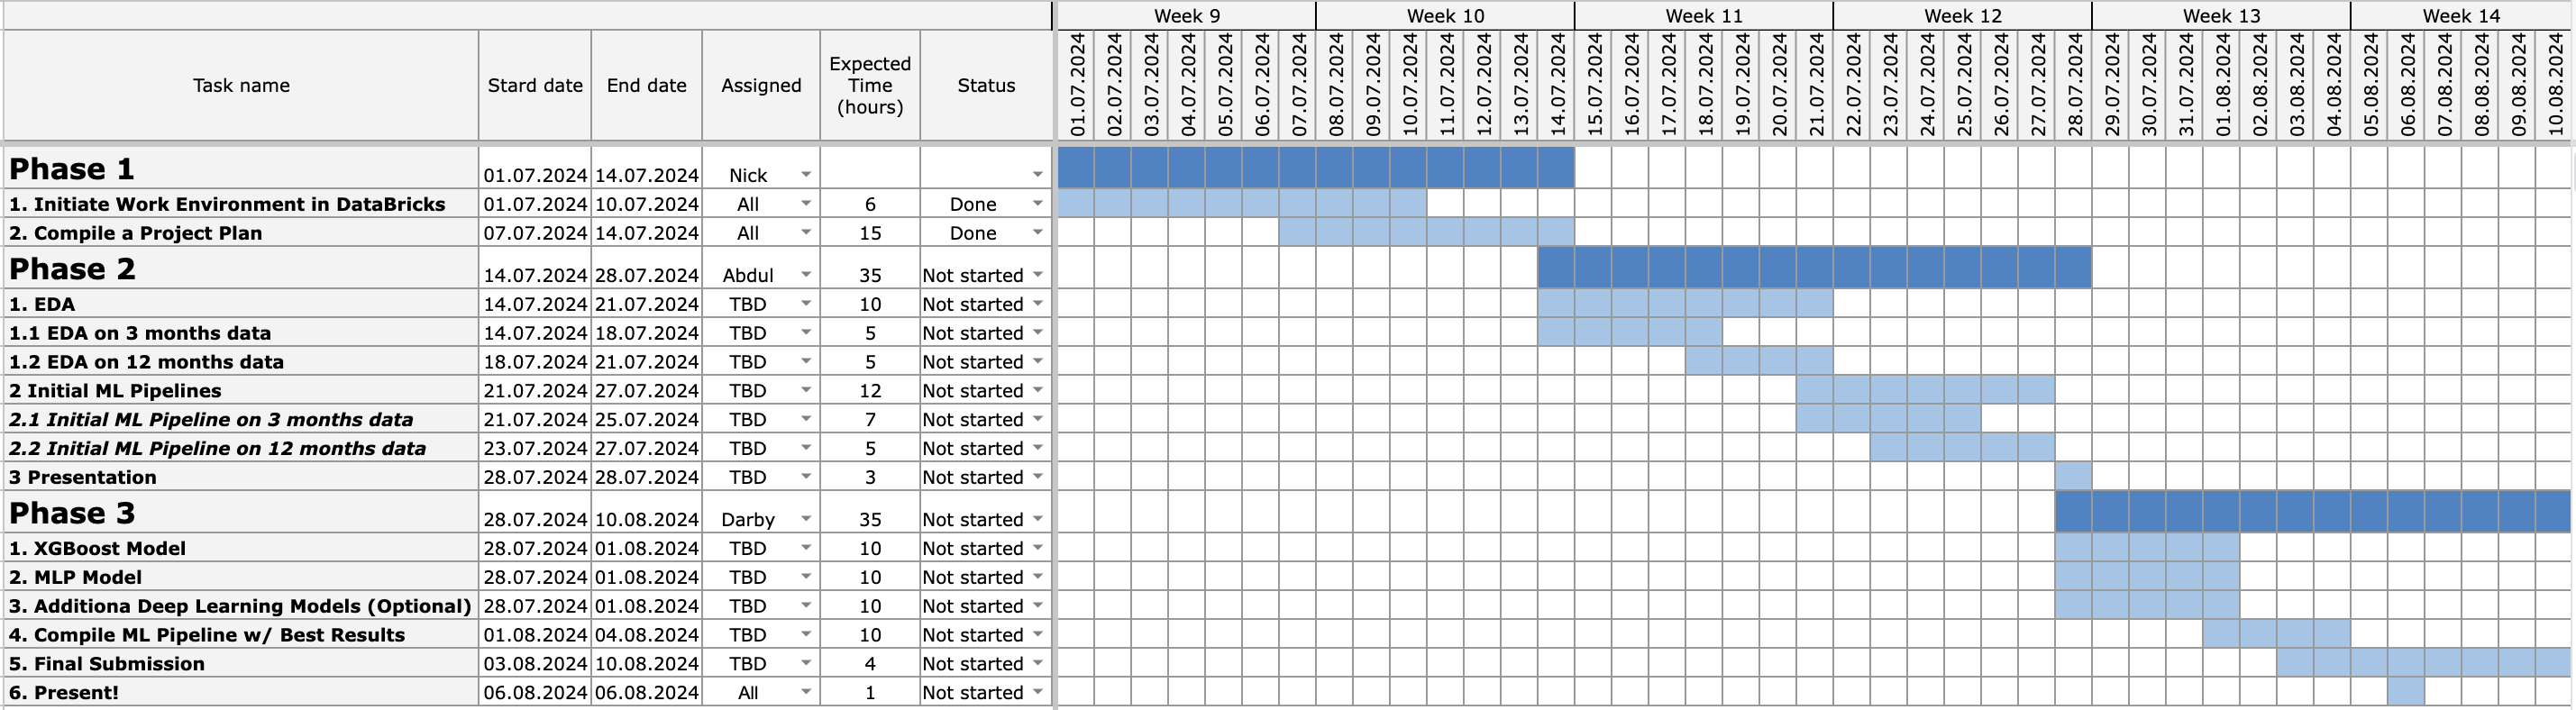 Week 9 Week 10 Week 11 Week 12 Week 13 Week 14
Task name Stard date End date Assigned Expected Time (hours) Status 01.07.2024 02.07.2024 03.07.2024 04.07.2024 05.07.2024 06.07.2024 07.07.2024 08.07.2024 09.07.2024 10.07.2024 11.07.2024 12.07.2024 13.07.2024 14.07.2024 15.07.2024 16.07.2024 17.07.2024 18.07.2024 19.07.2024 20.07.2024 21.07.2024 22.07.2024 23.07.2024 24.07.2024 25.07.2024 26.07.2024 27.07.2024 28.07.2024 29.07.2024 30.07.2024 31.07.2024 01.08.2024 02.08.2024 03.08.2024 04.08.2024 05.08.2024 06.08.2024 07.08.2024 08.08.2024 09.08.2024 10.08.2024
Phase 1 01.07.2024 14.07.2024 Nick
1. Initiate Work Environment in DataBricks 01.07.2024 10.07.2024 All 6 Done
2. Compile a Project Plan 07.07.2024 14.07.2024 All 15 Done
Phase 2 14.07.2024 28.07.2024 Abdul 35 Not started
1. EDA 14.07.2024 21.07.2024 TBD 10 Not started
1.1 EDA on 3 months data 14.07.2024 18.07.2024 TBD 5 Not started
1.2 EDA on 12 months data 18.07.2024 21.07.2024 TBD 5 Not started
2 Initial ML Pipelines 21.07.2024 27.07.2024 TBD 12 Not started
2.1 Initial ML Pipeline on 3 months data 21.07.2024 25.07.2024 TBD 7 Not started
2.2 Initial ML Pipeline on 12 months data 23.07.2024 27.07.2024 TBD 5 Not started
3 Presentation 28.07.2024 28.07.2024 TBD 3 Not started
Phase 3 28.07.2024 10.08.2024 Darby 35 Not started
1. XGBoost Model 28.07.2024 01.08.2024 TBD 10 Not started
2. MLP Model 28.07.2024 01.08.2024 TBD 10 Not started
3. Additiona Deep Learning Models (Optional) 28.07.2024 01.08.2024 TBD 10 Not started
4. Compile ML Pipeline w/ Best Results 01.08.2024 04.08.2024 TBD 10 Not started
5. Final Submission 03.08.2024 10.08.2024 TBD 4 Not started
6. Present! 06.08.2024 06.08.2024 All 1 Not started